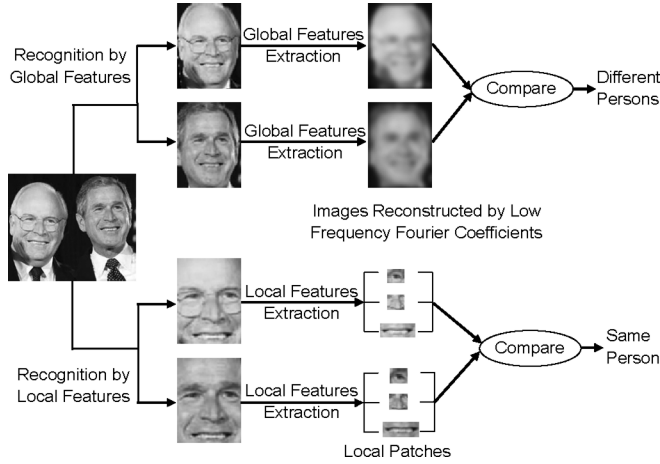 Recognition by
Global Features
Global Features
Extraction
Global Features
Extraction
Compare
Different
Persons
Images Reconstructed by Low
Frequency Fourier Coefficients
Recognition by
Local Features
Local Features
Extraction
Local Features
Extraction
Local Patches
Compare
Same
Person